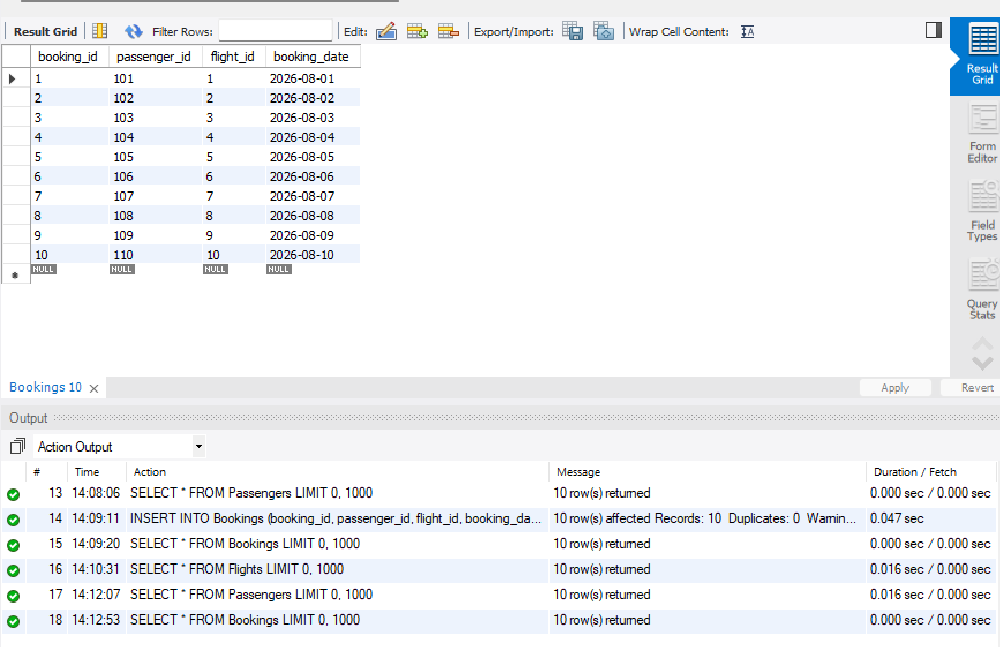 Result Grid Filter Rows: Edit: Export/Import: Wrap Cell Content:
booking_id passenger_id flight_id booking_date
1 101 1 2026-08-01
2 102 2 2026-08-02
3 103 3 2026-08-03
4 104 4 2026-08-04
5 105 5 2026-08-05
6 106 6 2026-08-06
7 107 7 2026-08-07
8 108 8 2026-08-08
9 109 9 2026-08-09
10 110 10 2026-08-10
NULL NULL NULL NULL
Result
Grid
Form
Editor
Field
Types
Query
Stats
Bookings 10 Apply Revert
Output
Action Output
# Time Action Message Duration / Fetch
13 14:08:06 SELECT * FROM Passengers LIMIT 0, 1000 10 row(s) returned 0.000 sec / 0.000 sec
14 14:09:11 INSERT INTO Bookings (booking_id, passenger_id, flight_id, booking_da... 10 row(s) affected Records: 10 Duplicates: 0 Warnin... 0.047 sec
15 14:09:20 SELECT * FROM Bookings LIMIT 0, 1000 10 row(s) returned 0.000 sec / 0.000 sec
16 14:10:31 SELECT * FROM Flights LIMIT 0, 1000 10 row(s) returned 0.016 sec / 0.000 sec
17 14:12:07 SELECT * FROM Passengers LIMIT 0, 1000 10 row(s) returned 0.016 sec / 0.000 sec
18 14:12:53 SELECT * FROM Bookings LIMIT 0, 1000 10 row(s) returned 0.000 sec / 0.000 sec